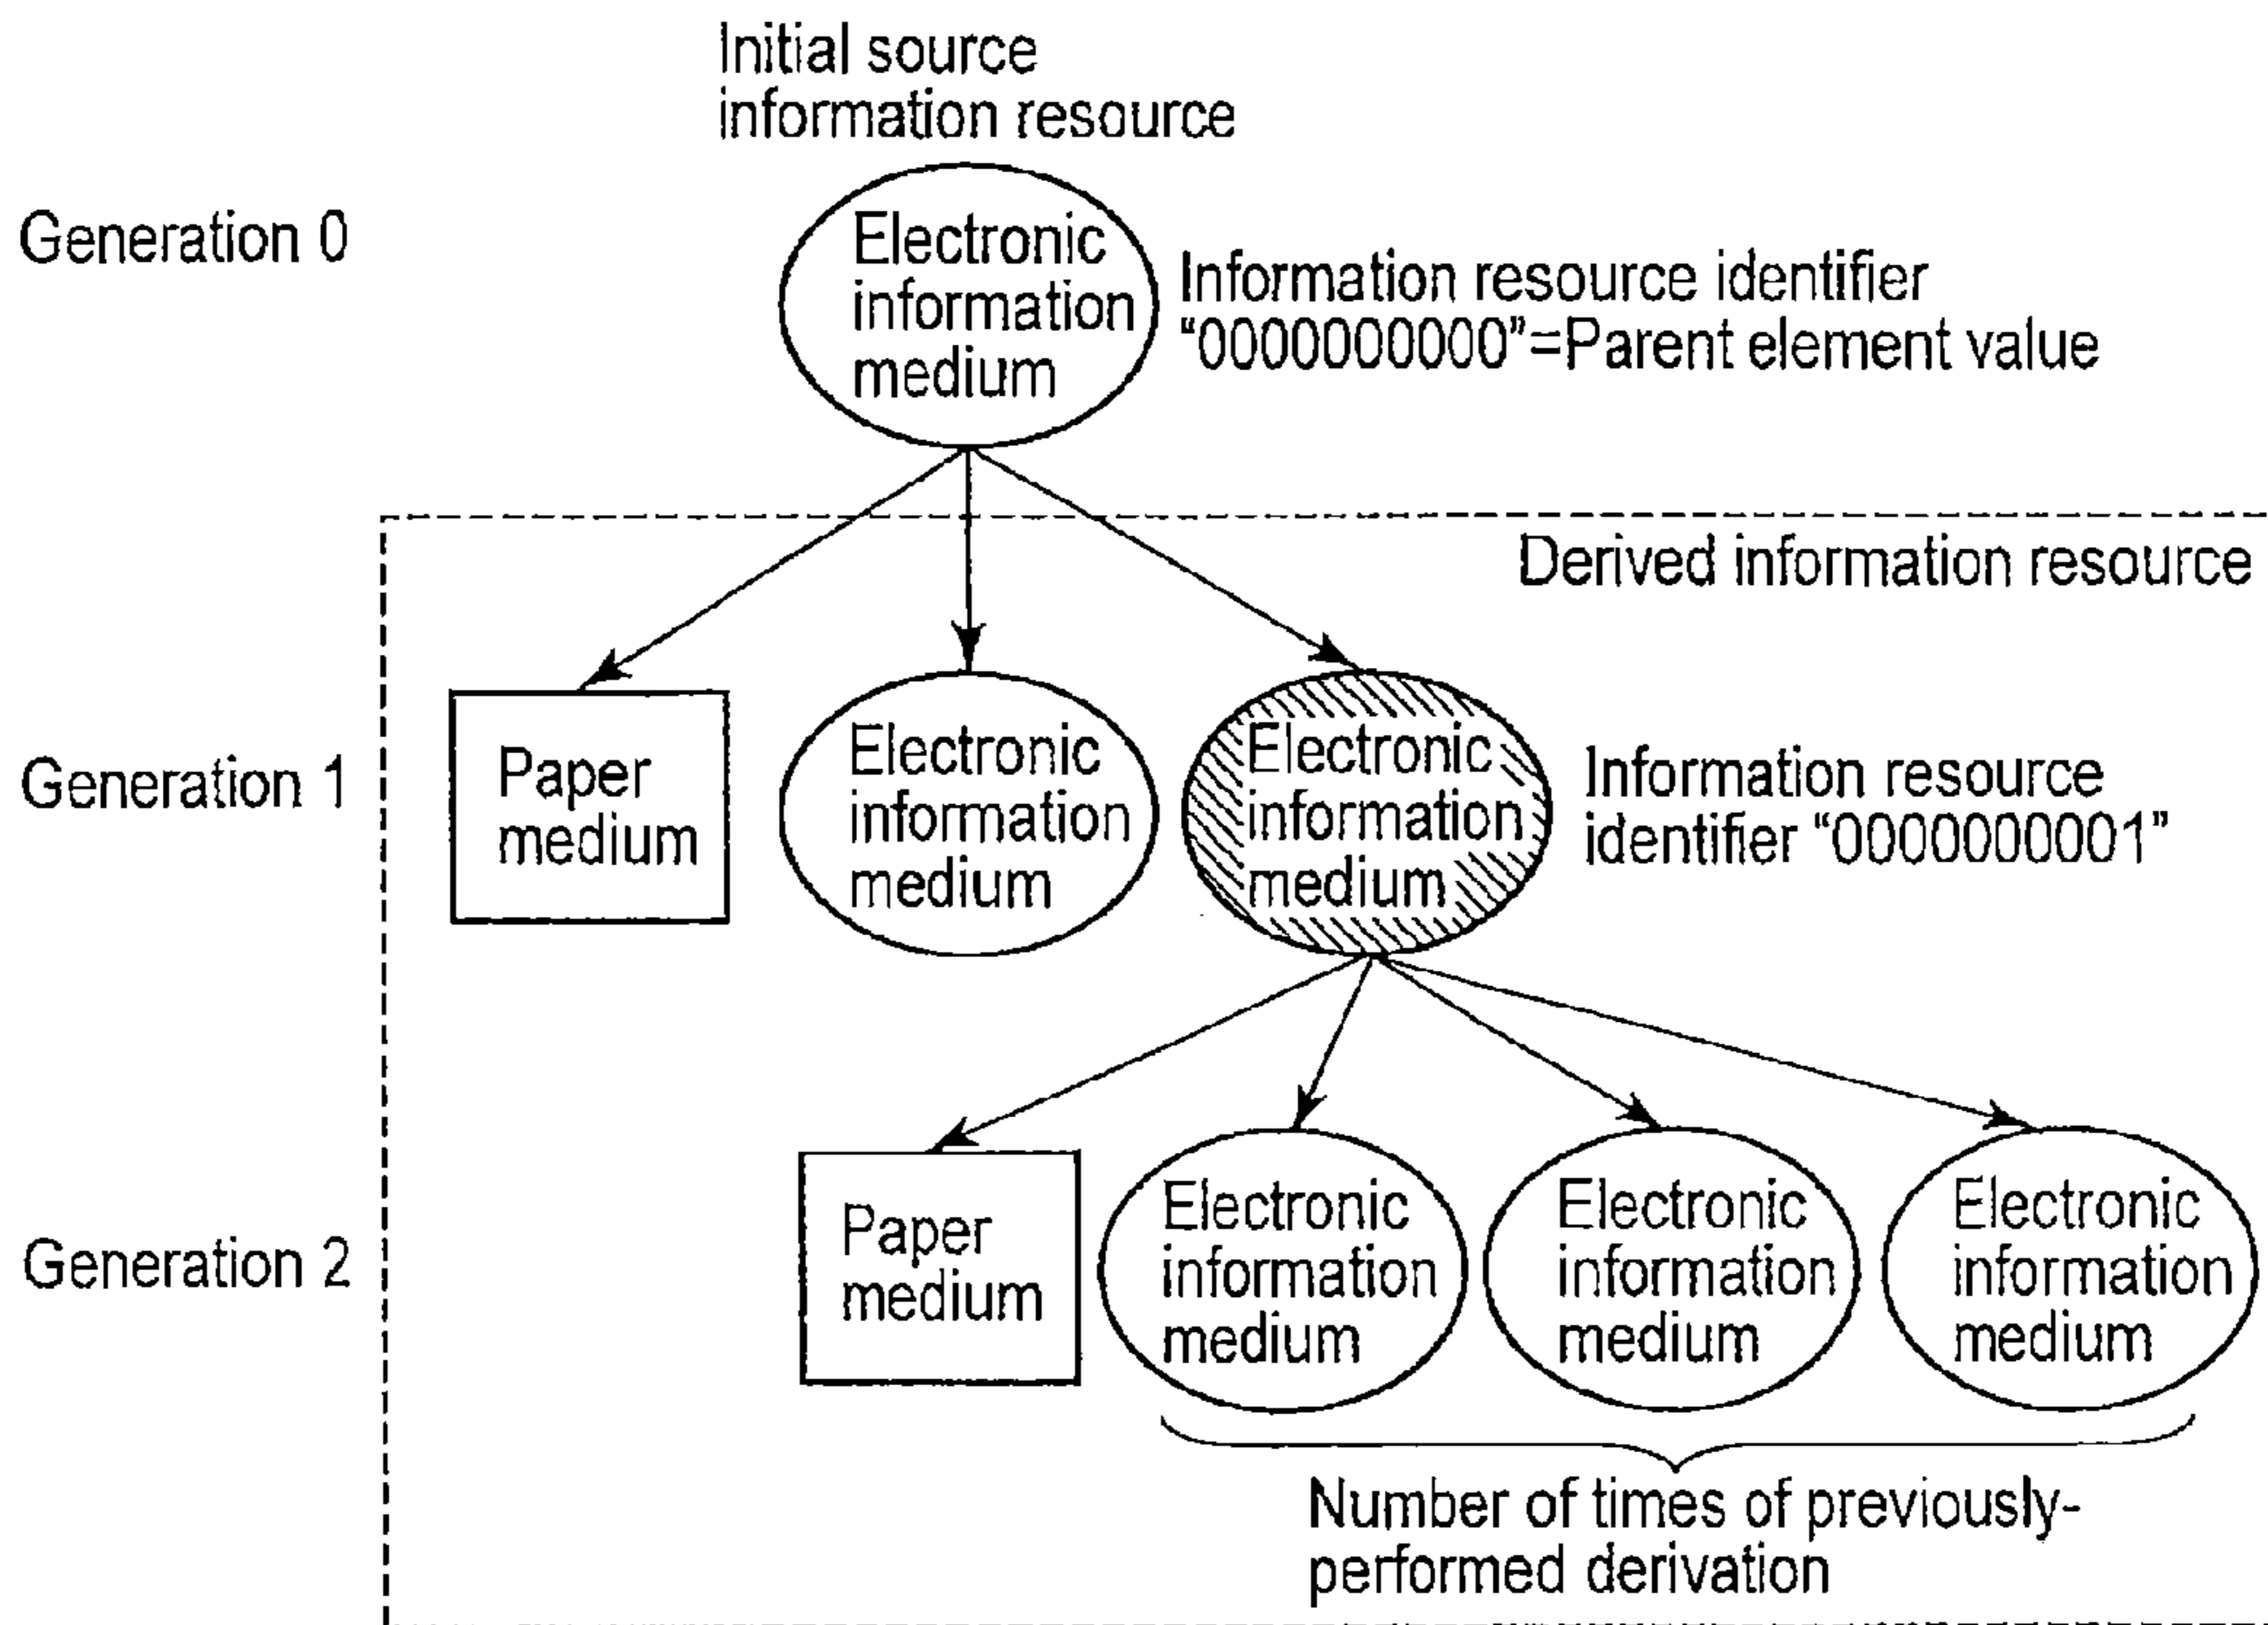 Initial source
information resource
Generation 0
Electronic
information
medium
Information resource identifier
“0000000000”=Parent element value
Derived information resource
Generation 1
Paper
medium
Electronic
information
medium
Electronic
information
medium
Information resource
identifier “0000000001”
Generation 2
Paper
medium
Electronic
information
medium
Electronic
information
medium
Electronic
information
medium
Number of times of previously-
performed derivation